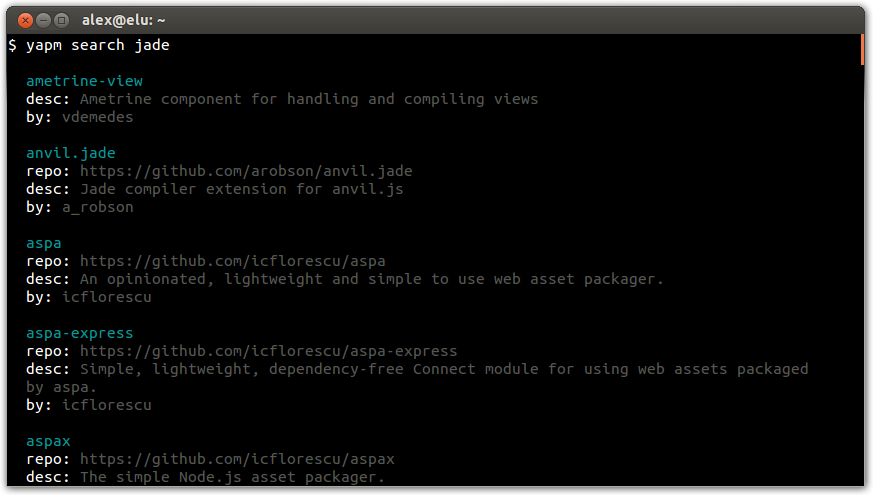 alex@elu: ~
$ yapm search jade
ametrine-view
desc: Ametrine component for handling and compiling views
by: vdemedes
anvil.jade
repo: https://github.com/arobson/anvil.jade
desc: Jade compiler extension for anvil.js
by: a_robson
aspa
repo: https://github.com/icflorescu/aspa
desc: An opinionated, lightweight and simple to use web asset packager.
by: icflorescu
aspa-express
repo: https://github.com/icflorescu/aspa-express
desc: Simple, lightweight, dependency-free Connect module for using web assets packaged
by aspa.
by: icflorescu
aspax
repo: https://github.com/icflorescu/aspax
desc: The simple Node.js asset packager.